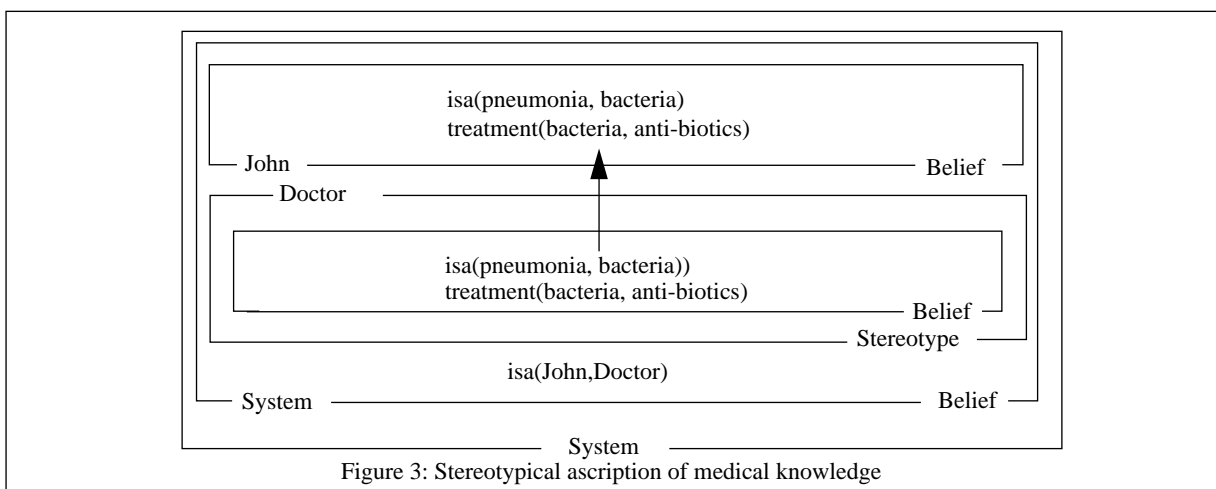 isa(pneumonia, bacteria)
treatment(bacteria, anti-biotics)
John Belief
Doctor
isa(pneumonia, bacteria))
treatment(bacteria, anti-biotics)
Belief
Stereotype
isa(John,Doctor)
System Belief
System
Figure 3: Stereotypical ascription of medical knowledge